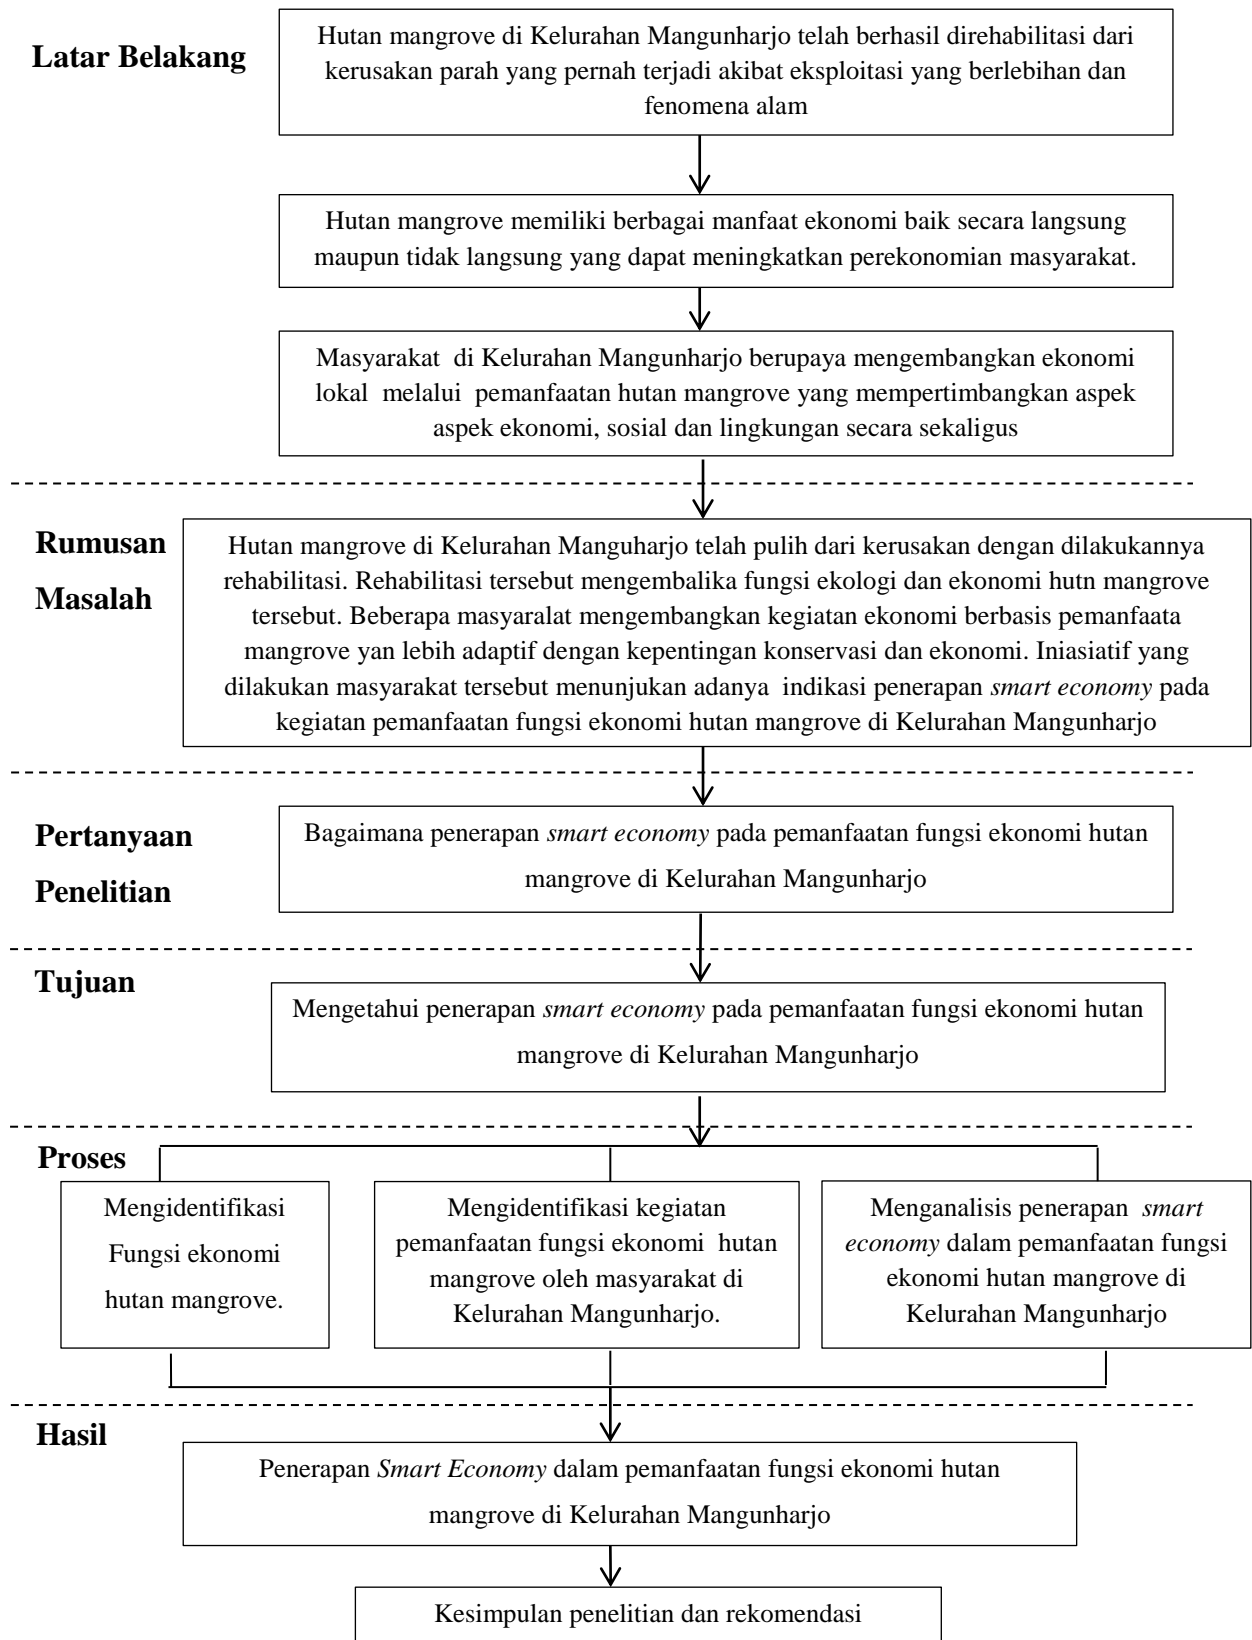 Latar Belakang
Hutan mangrove di Kelurahan Mangunharjo telah berhasil direhabilitasi dari
kerusakan parah yang pernah terjadi akibat eksploitasi yang berlebihan dan
fenomena alam
Hutan mangrove memiliki berbagai manfaat ekonomi baik secara langsung
maupun tidak langsung yang dapat meningkatkan perekonomian masyarakat.
Masyarakat di Kelurahan Mangunharjo berupaya mengembangkan ekonomi
lokal melalui pemanfaatan hutan mangrove yang mempertimbangkan aspek
aspek ekonomi, sosial dan lingkungan secara sekaligus
Rumusan
Masalah
Hutan mangrove di Kelurahan Manguharjo telah pulih dari kerusakan dengan dilakukannya
rehabilitasi. Rehabilitasi tersebut mengembalika fungsi ekologi dan ekonomi hutn mangrove
tersebut. Beberapa masyaralat mengembangkan kegiatan ekonomi berbasis pemanfaata
mangrove yan lebih adaptif dengan kepentingan konservasi dan ekonomi. Iniasiatif yang
dilakukan masyarakat tersebut menunjukan adanya indikasi penerapan smart economy pada
kegiatan pemanfaatan fungsi ekonomi hutan mangrove di Kelurahan Mangunharjo
Pertanyaan
Penelitian
Bagaimana penerapan smart economy pada pemanfaatan fungsi ekonomi hutan
mangrove di Kelurahan Mangunharjo
Tujuan
Mengetahui penerapan smart economy pada pemanfaatan fungsi ekonomi hutan
mangrove di Kelurahan Mangunharjo
Proses
Mengidentifikasi
Fungsi ekonomi
hutan mangrove.
Mengidentifikasi kegiatan
pemanfaatan fungsi ekonomi hutan
mangrove oleh masyarakat di
Kelurahan Mangunharjo.
Menganalisis penerapan smart
economy dalam pemanfaatan fungsi
ekonomi hutan mangrove di
Kelurahan Mangunharjo
Hasil
Penerapan Smart Economy dalam pemanfaatan fungsi ekonomi hutan
mangrove di Kelurahan Mangunharjo
Kesimpulan penelitian dan rekomendasi